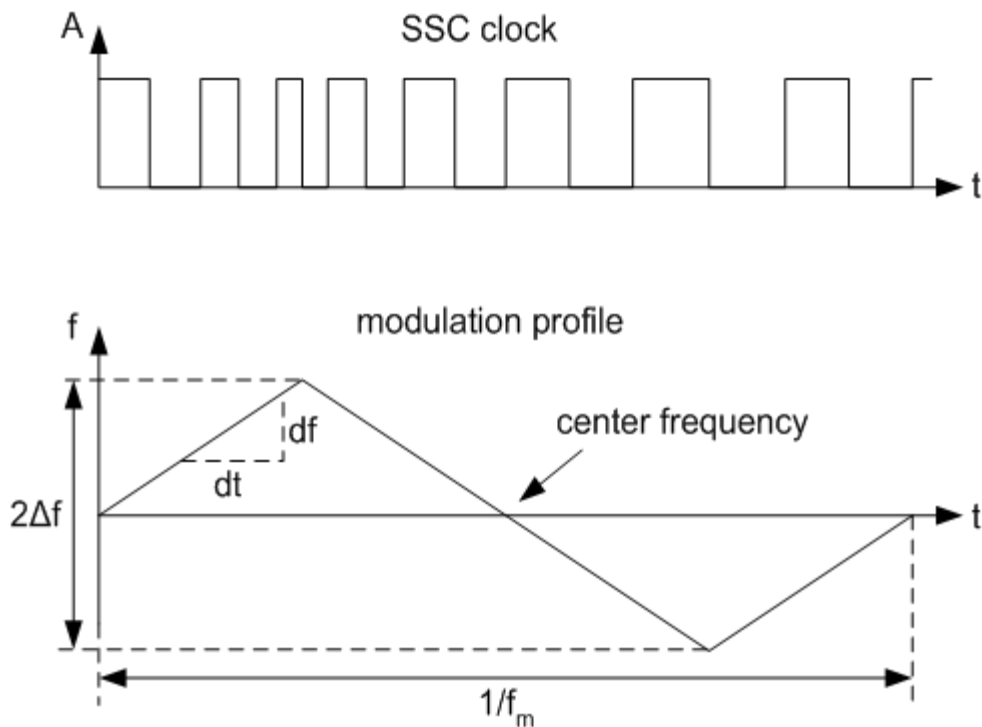 A
SSC clock
t
f
modulation profile
center frequency
df
dt
2Δf
t
1/fm